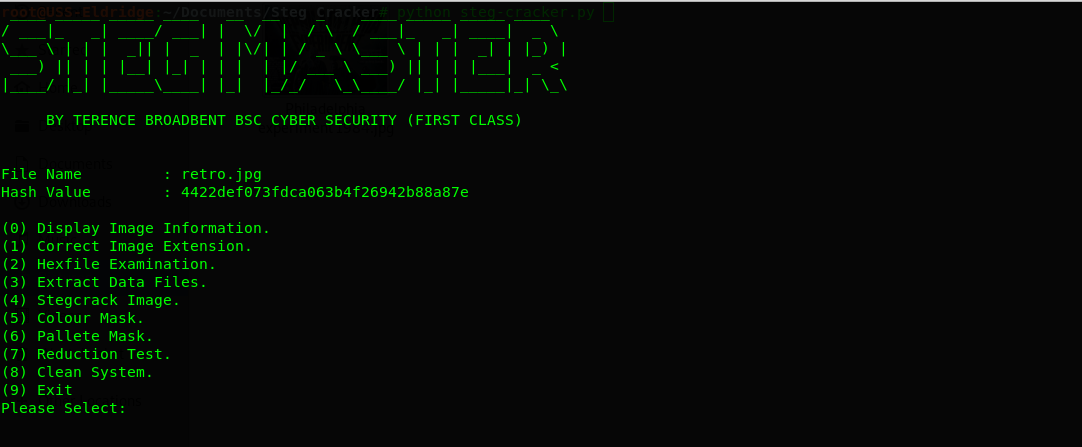 root@USS-Eldridge:~/Documents/Steg Cracker# python steg-cracker.py
STEGMASTER
BY TERENCE BROADBENT BSC CYBER SECURITY (FIRST CLASS)
File Name : retro.jpg
Hash Value : 4422def073fdca063b4f26942b88a87e
(0) Display Image Information.
(1) Correct Image Extension.
(2) Hexfile Examination.
(3) Extract Data Files.
(4) Stegcrack Image.
(5) Colour Mask.
(6) Pallete Mask.
(7) Reduction Test.
(8) Clean System.
(9) Exit
Please Select: